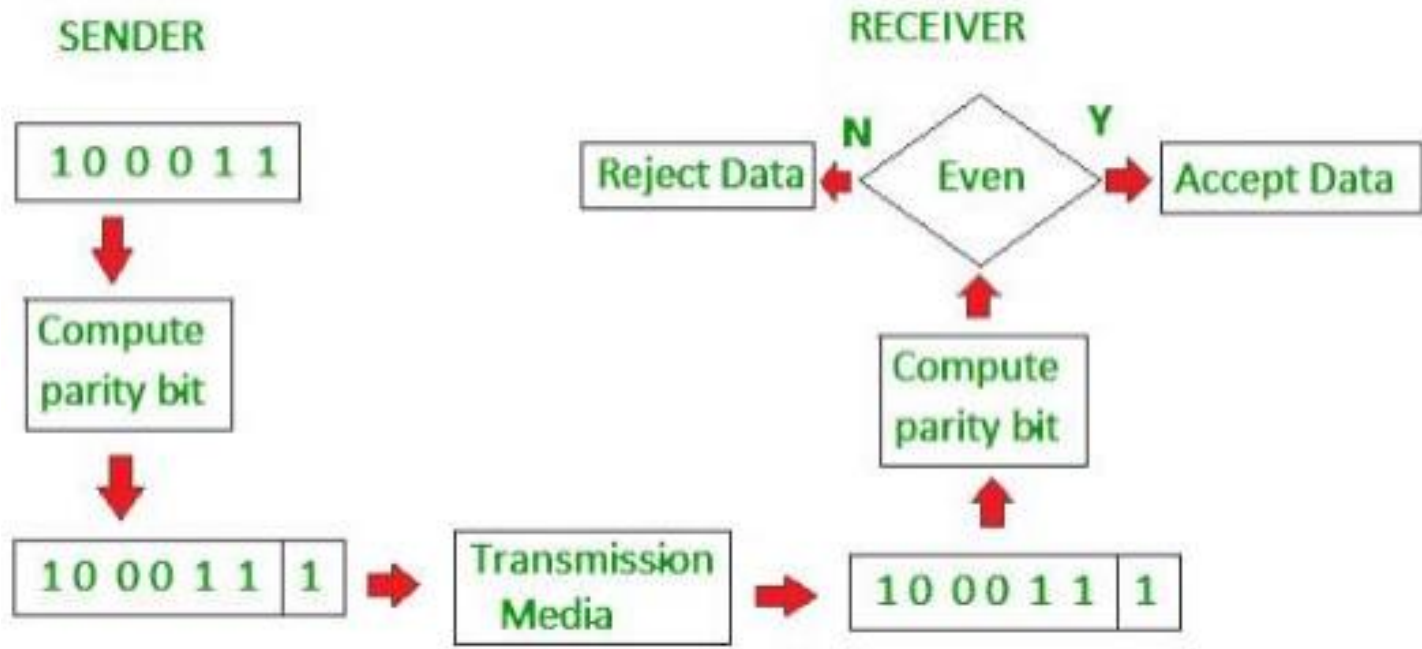 SENDER
1 0 0 0 1 1
Compute
parity bit
1 0 0 0 1 1 1
Transmission
Media
RECEIVER
1 0 0 0 1 1 1
Compute
parity bit
Even
N
Reject Data
Y
Accept Data